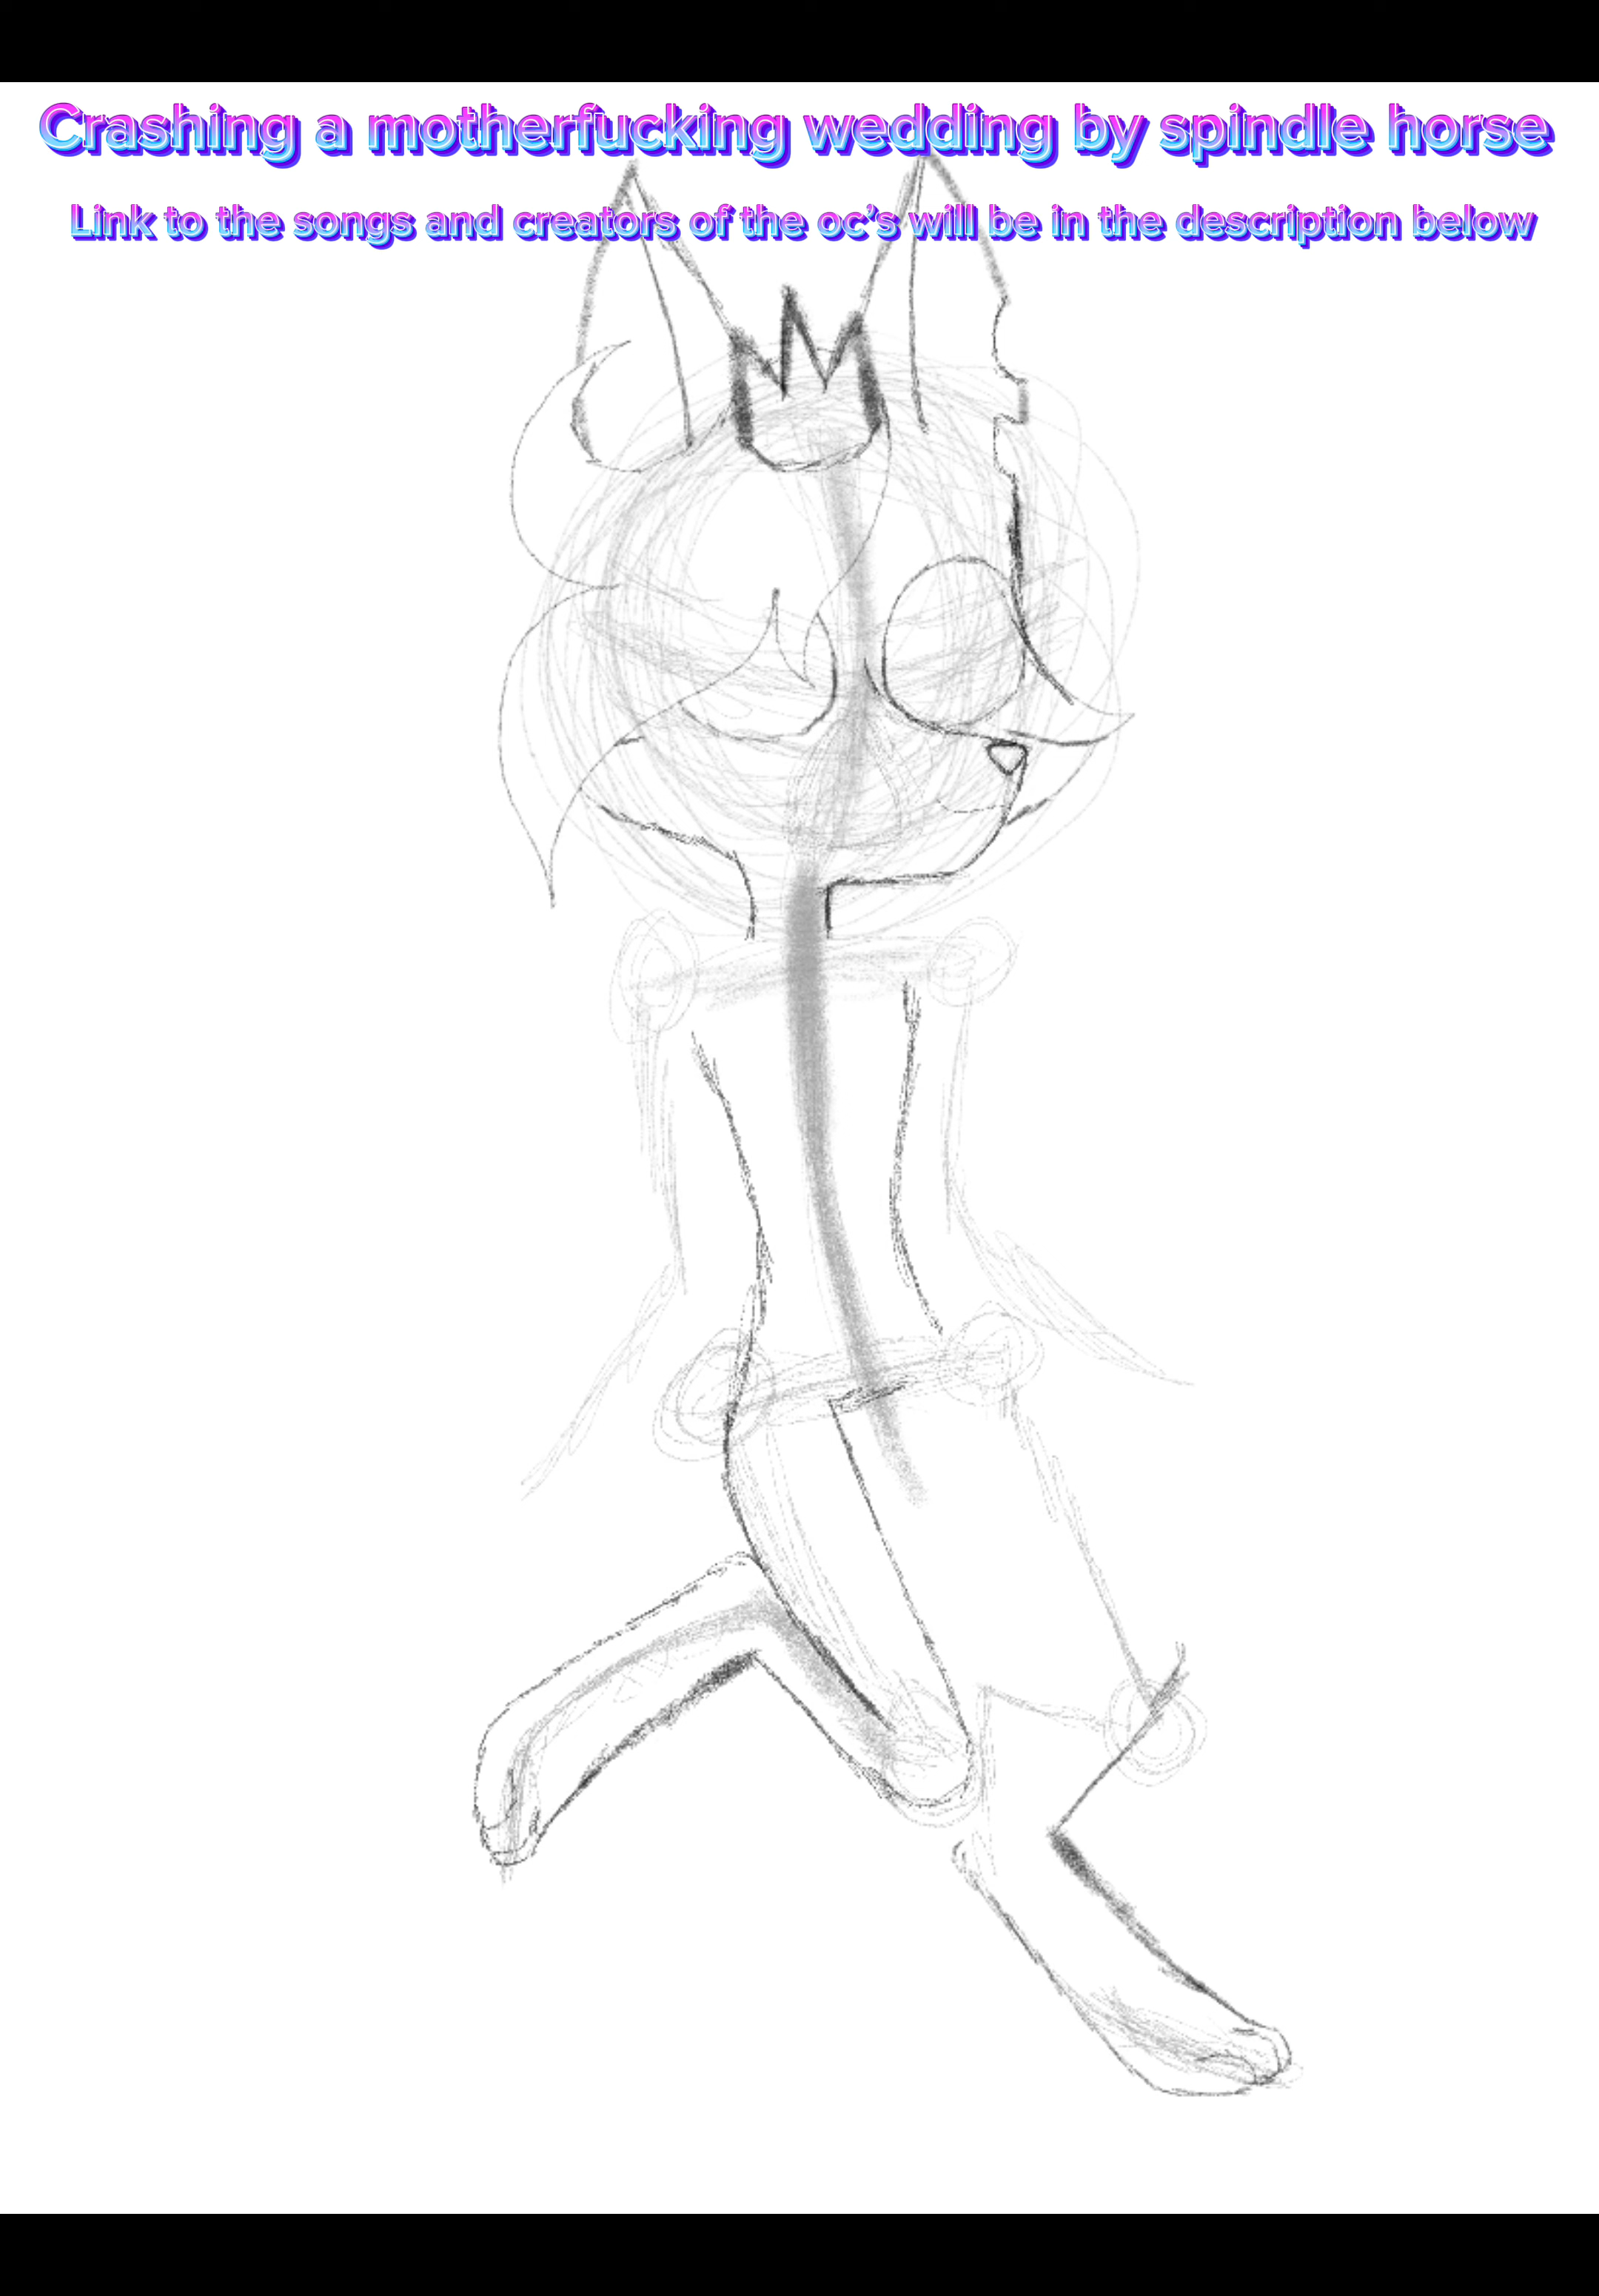 Crashing a motherfucking wedding by spindle horse
Link to the songs and creators of the oc's will be in the description below